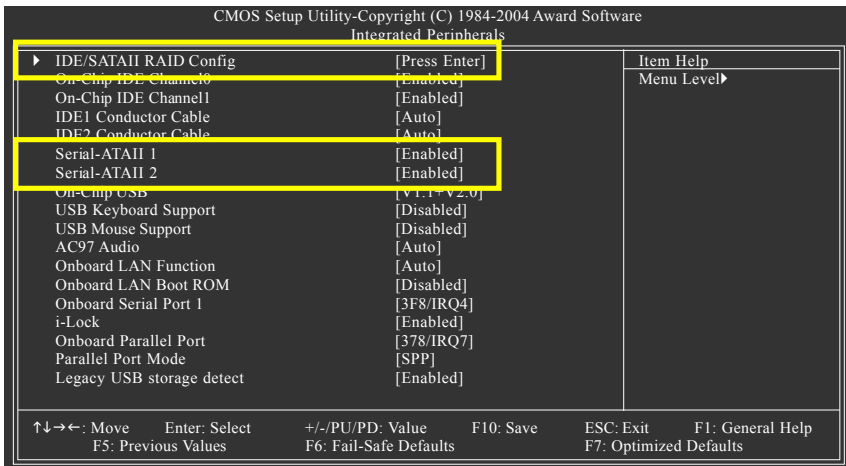 CMOS Setup Utility-Copyright (C) 1984-2004 Award Software
Integrated Peripherals
▶ IDE/SATAII RAID Config [Press Enter] Item Help
On-Chip IDE Channel0 [Enabled] Menu Level▶
On-Chip IDE Channel1 [Enabled]
IDE1 Conductor Cable [Auto]
IDE2 Conductor Cable [Auto]
Serial-ATAII 1 [Enabled]
Serial-ATAII 2 [Enabled]
On-Chip USB [V1.1+V2.0]
USB Keyboard Support [Disabled]
USB Mouse Support [Disabled]
AC97 Audio [Auto]
Onboard LAN Function [Auto]
Onboard LAN Boot ROM [Disabled]
Onboard Serial Port 1 [3F8/IRQ4]
i-Lock [Enabled]
Onboard Parallel Port [378/IRQ7]
Parallel Port Mode [SPP]
Legacy USB storage detect [Enabled]
↑↓→←: Move Enter: Select +/-/PU/PD: Value F10: Save ESC: Exit F1: General Help
F5: Previous Values F6: Fail-Safe Defaults F7: Optimized Defaults